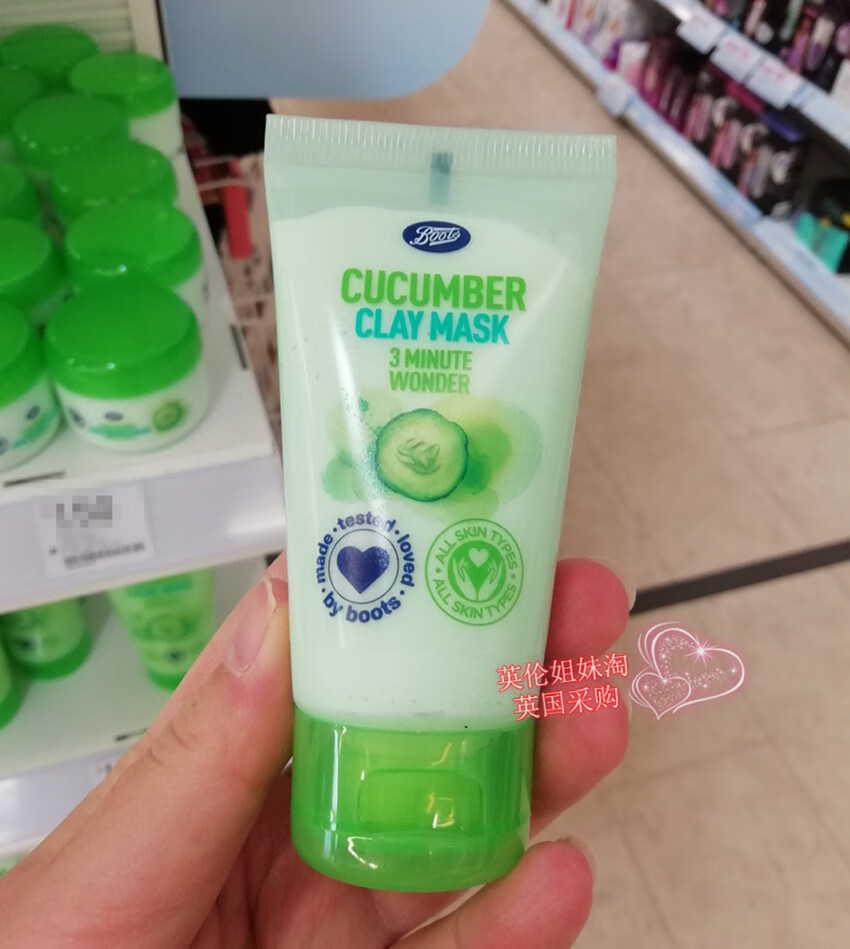 Boots
CUCUMBER
CLAY MASK
3 MINUTE
WONDER
made · tested · loved
by boots
ALL SKIN TYPES
ALL SKIN TYPES
英伦姐妹淘
英国采购